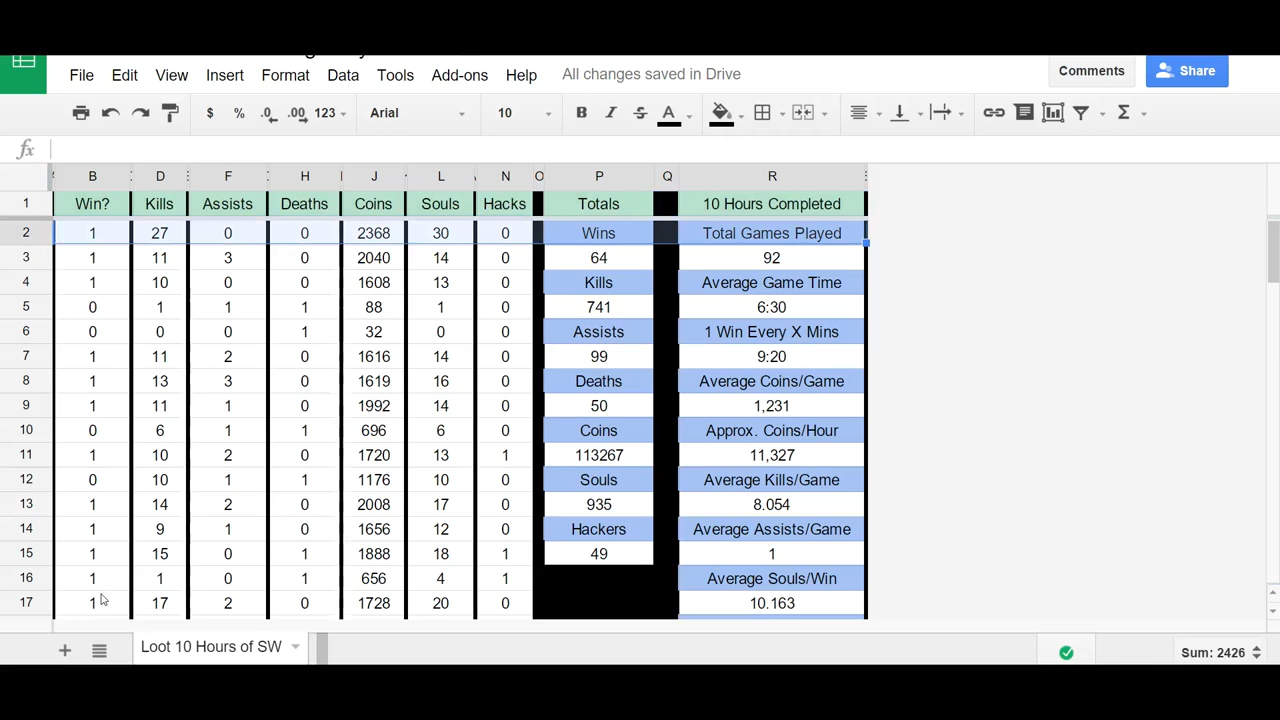 File Edit View Insert Format Data Tools Add-ons Help All changes saved in Drive Comments Share
$ % .0 .00 123 Arial 10 B I S A Σ
fx
B D F H J L N O P Q R
1 Win? Kills Assists Deaths Coins Souls Hacks Totals 10 Hours Completed
2 1 27 0 0 2368 30 0 Wins Total Games Played
3 1 11 3 0 2040 14 0 64 92
4 1 10 0 0 1608 13 0 Kills Average Game Time
5 0 1 1 1 88 1 0 741 6:30
6 0 0 0 1 32 0 0 Assists 1 Win Every X Mins
7 1 11 2 0 1616 14 0 99 9:20
8 1 13 3 0 1619 16 0 Deaths Average Coins/Game
9 1 11 1 0 1992 14 0 50 1,231
10 0 6 1 1 696 6 0 Coins Approx. Coins/Hour
11 1 10 2 0 1720 13 1 113267 11,327
12 0 10 1 1 1176 10 0 Souls Average Kills/Game
13 1 14 2 0 2008 17 0 935 8.054
14 1 9 1 0 1656 12 0 Hackers Average Assists/Game
15 1 15 0 1 1888 18 1 49 1
16 1 1 0 1 656 4 1 Average Souls/Win
17 1 17 2 0 1728 20 0 10.163
Loot 10 Hours of SW Sum: 2426